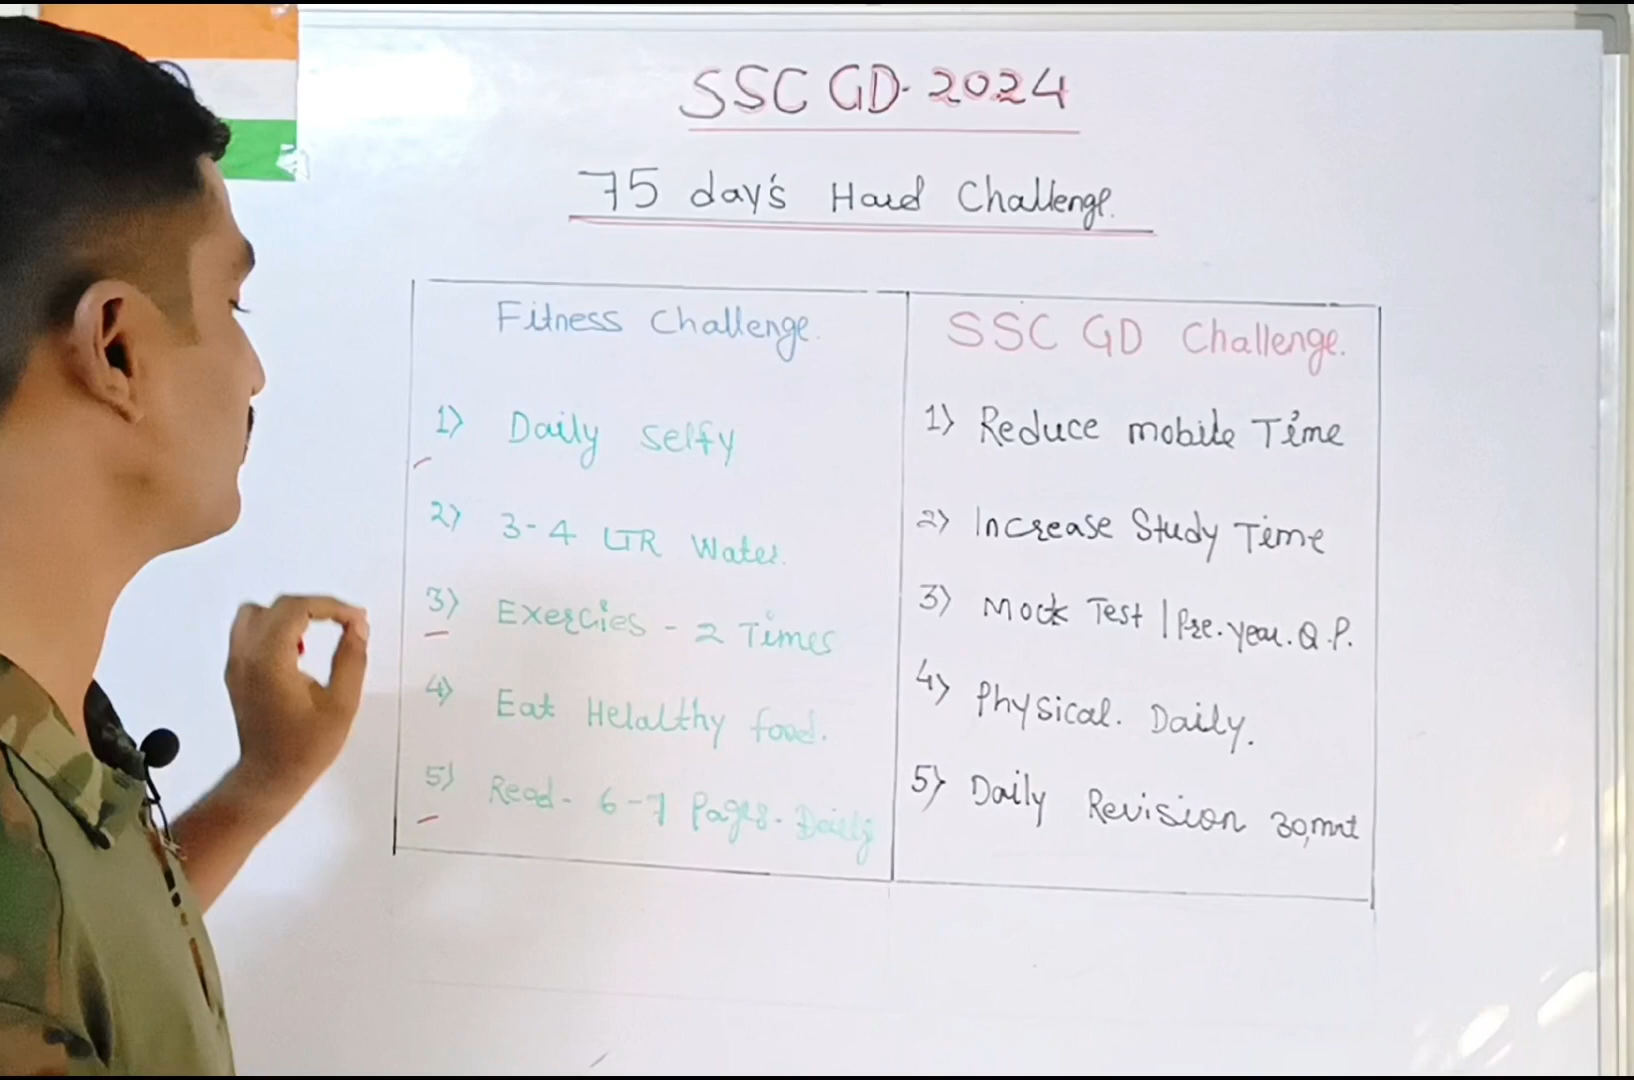 SSC GD. 2024
75 day's Hard Challenge.
Fitness Challenge.
1) Daily Selfy
2) 3-4 LTR Water.
3) Exercies - 2 Times
4) Eat Helalthy food.
5) Read - 6-7 Pages. Daily
SSC GD Challenge.
1) Reduce mobile Time
2) Increase Study Time
3) Mock Test | Pre. year. Q.P.
4) Physical. Daily.
5) Daily Revision 30,mnt